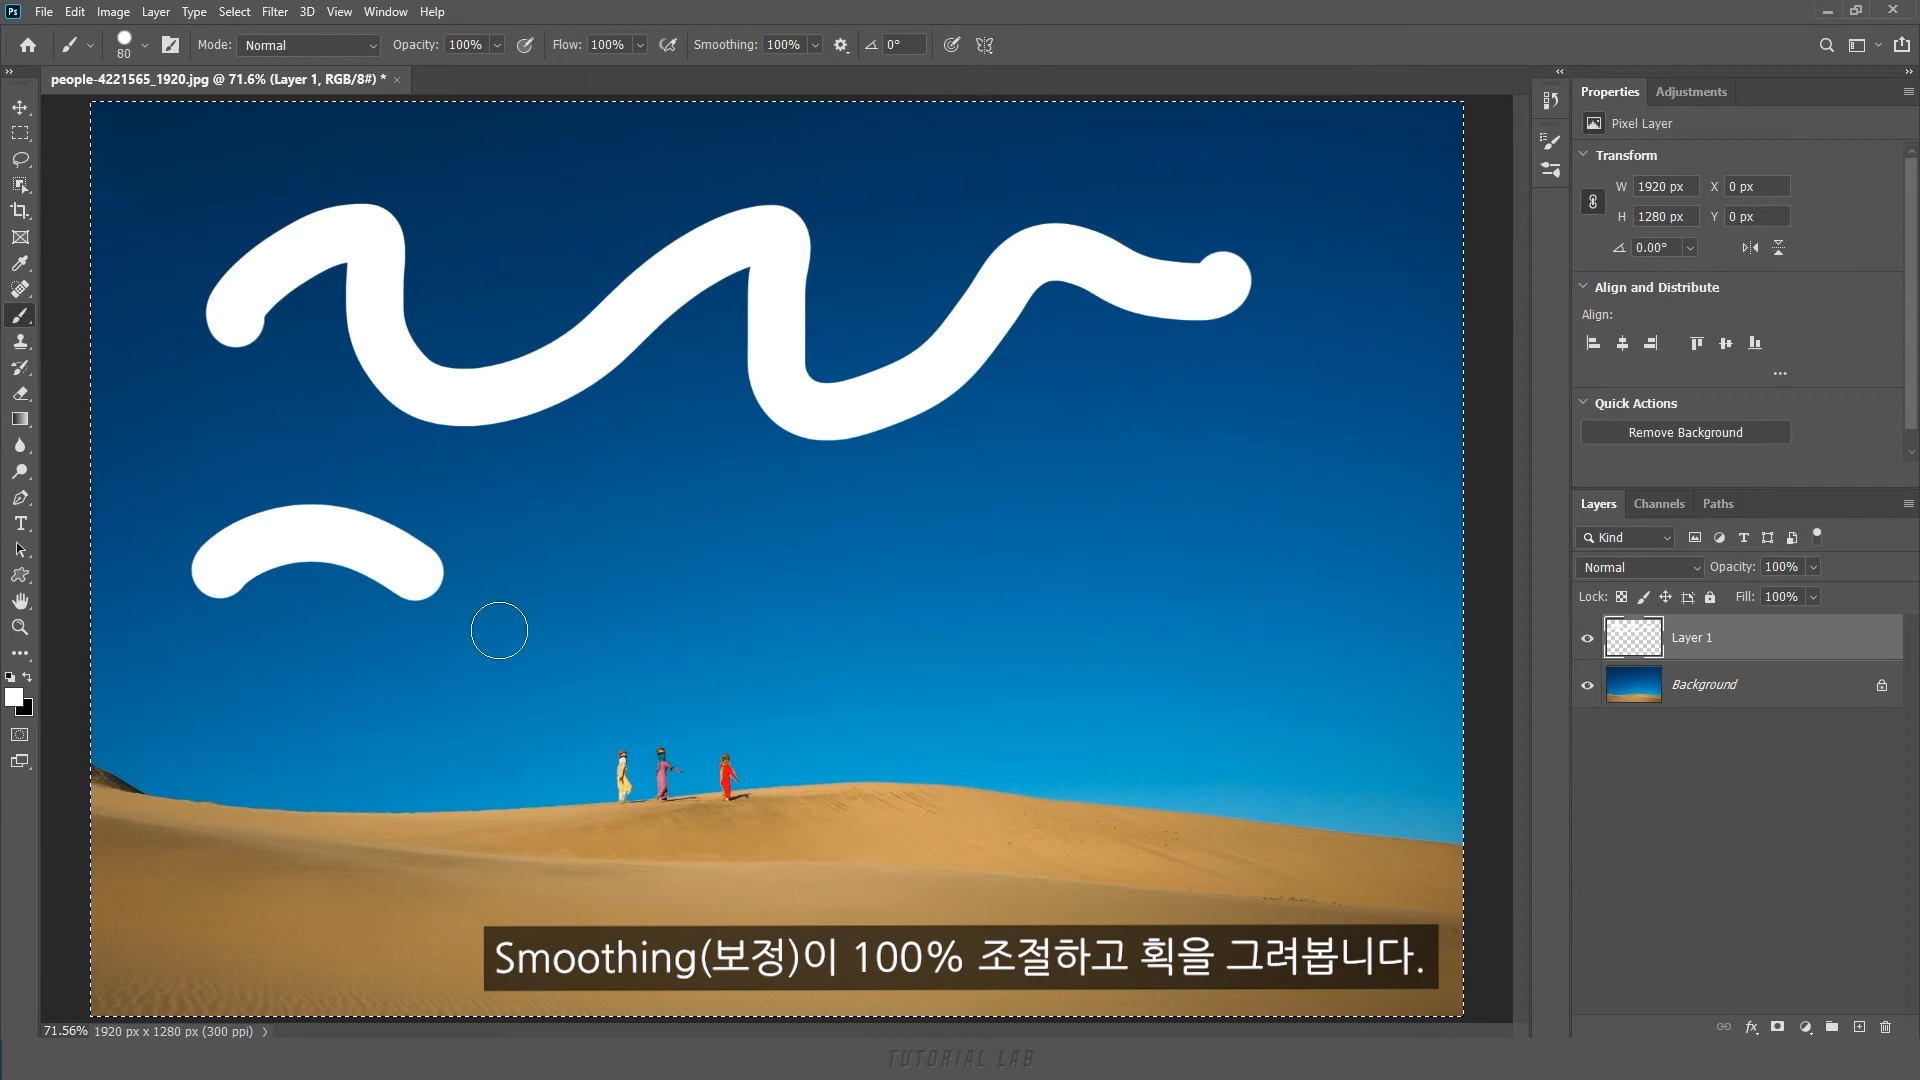 Ps File Edit Image Layer Type Select Filter 3D View Window Help
80 Mode: Normal Opacity: 100% Flow: 100% Smoothing: 100% 0°
people-4221565_1920.jpg @ 71.6% (Layer 1, RGB/8#) * ×
Properties Adjustments
Pixel Layer
Transform
W 1920 px X 0 px
H 1280 px Y 0 px
0.00°
Align and Distribute
Align:
Quick Actions
Remove Background
Layers Channels Paths
Kind
Normal Opacity: 100%
Lock: Fill: 100%
Layer 1
Background
Smoothing(보정)이 100% 조절하고 획을 그려봅니다.
71.56% 1920 px x 1280 px (300 ppi)
TUTORIAL LAB